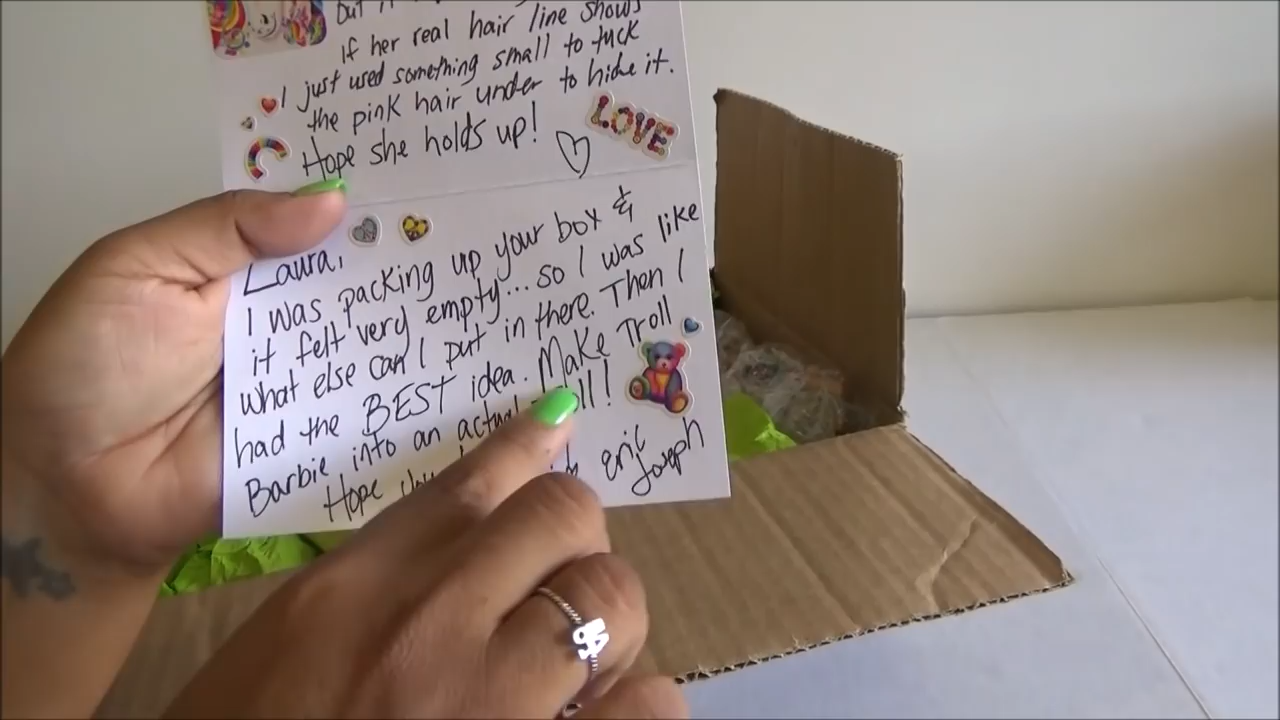 but it
if her real hair line shows
I just used something small to tuck
the pink hair under to hide it.
Hope she holds up!
LOVE
Laura,
I was packing up your box &
it felt very empty... so I was like
what else can I put in there. Then I
had the BEST idea. Make Troll
Barbie into an actual
Hope
Eric
Joseph